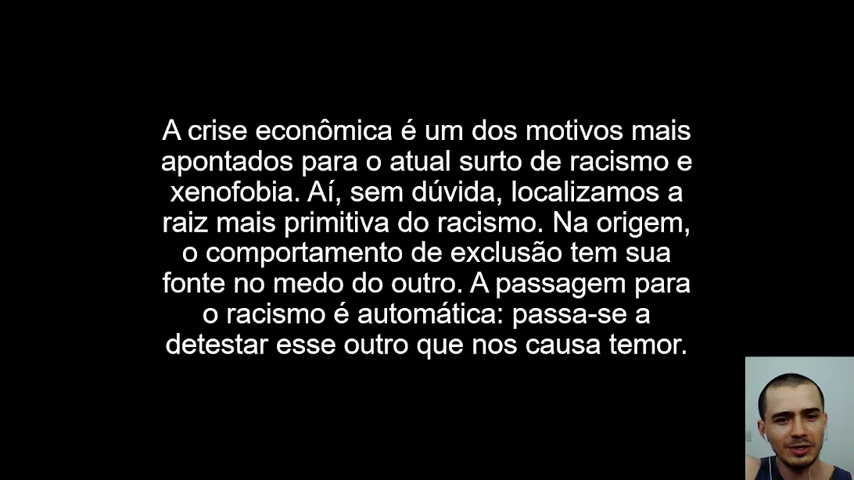 A crise econômica é um dos motivos mais
apontados para o atual surto de racismo e
xenofobia. Aí, sem dúvida, localizamos a
raiz mais primitiva do racismo. Na origem,
o comportamento de exclusão tem sua
fonte no medo do outro. A passagem para
o racismo é automática: passa-se a
detestar esse outro que nos causa temor.